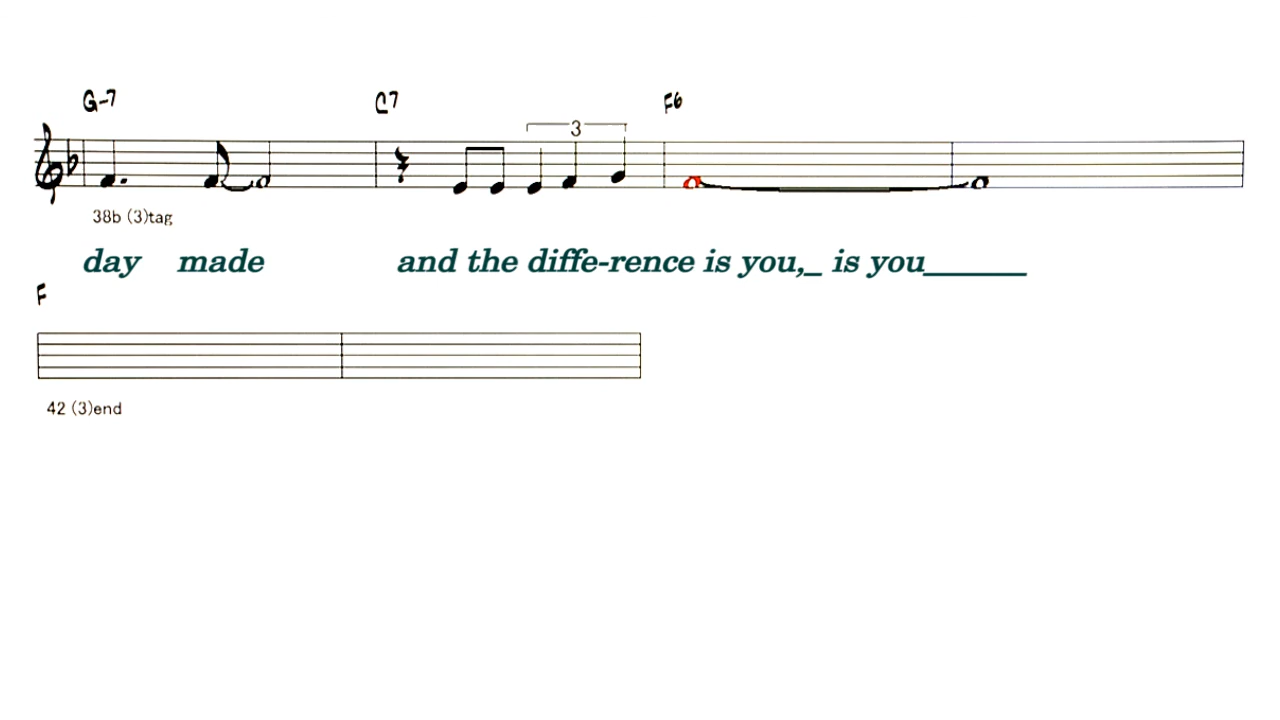 G-7 C7 F6
3
38b (3)tag
day made and the diffe-rence is you,_ is you______
F
42 (3)end